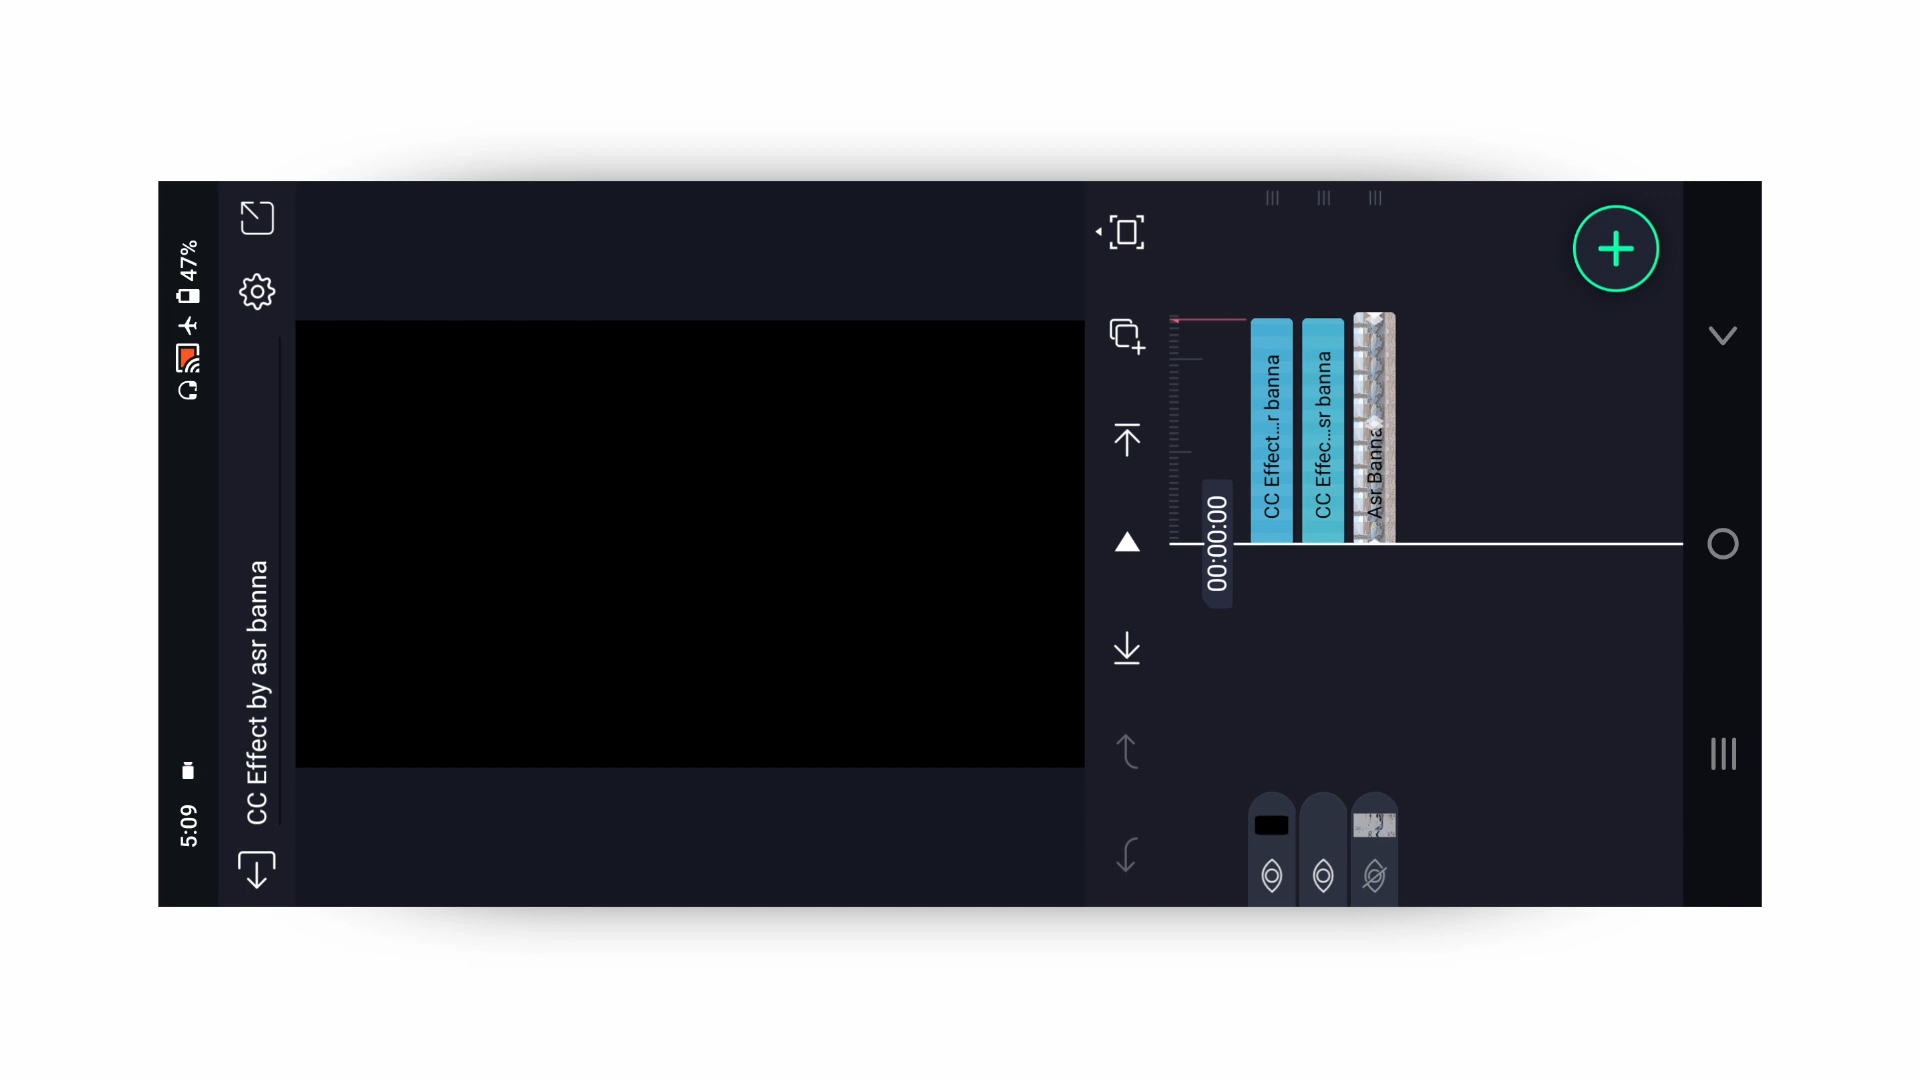 5:09
47%
CC Effect by asr banna
00:00:00
CC Effect...r banna
CC Effec...sr banna
Asr Banna